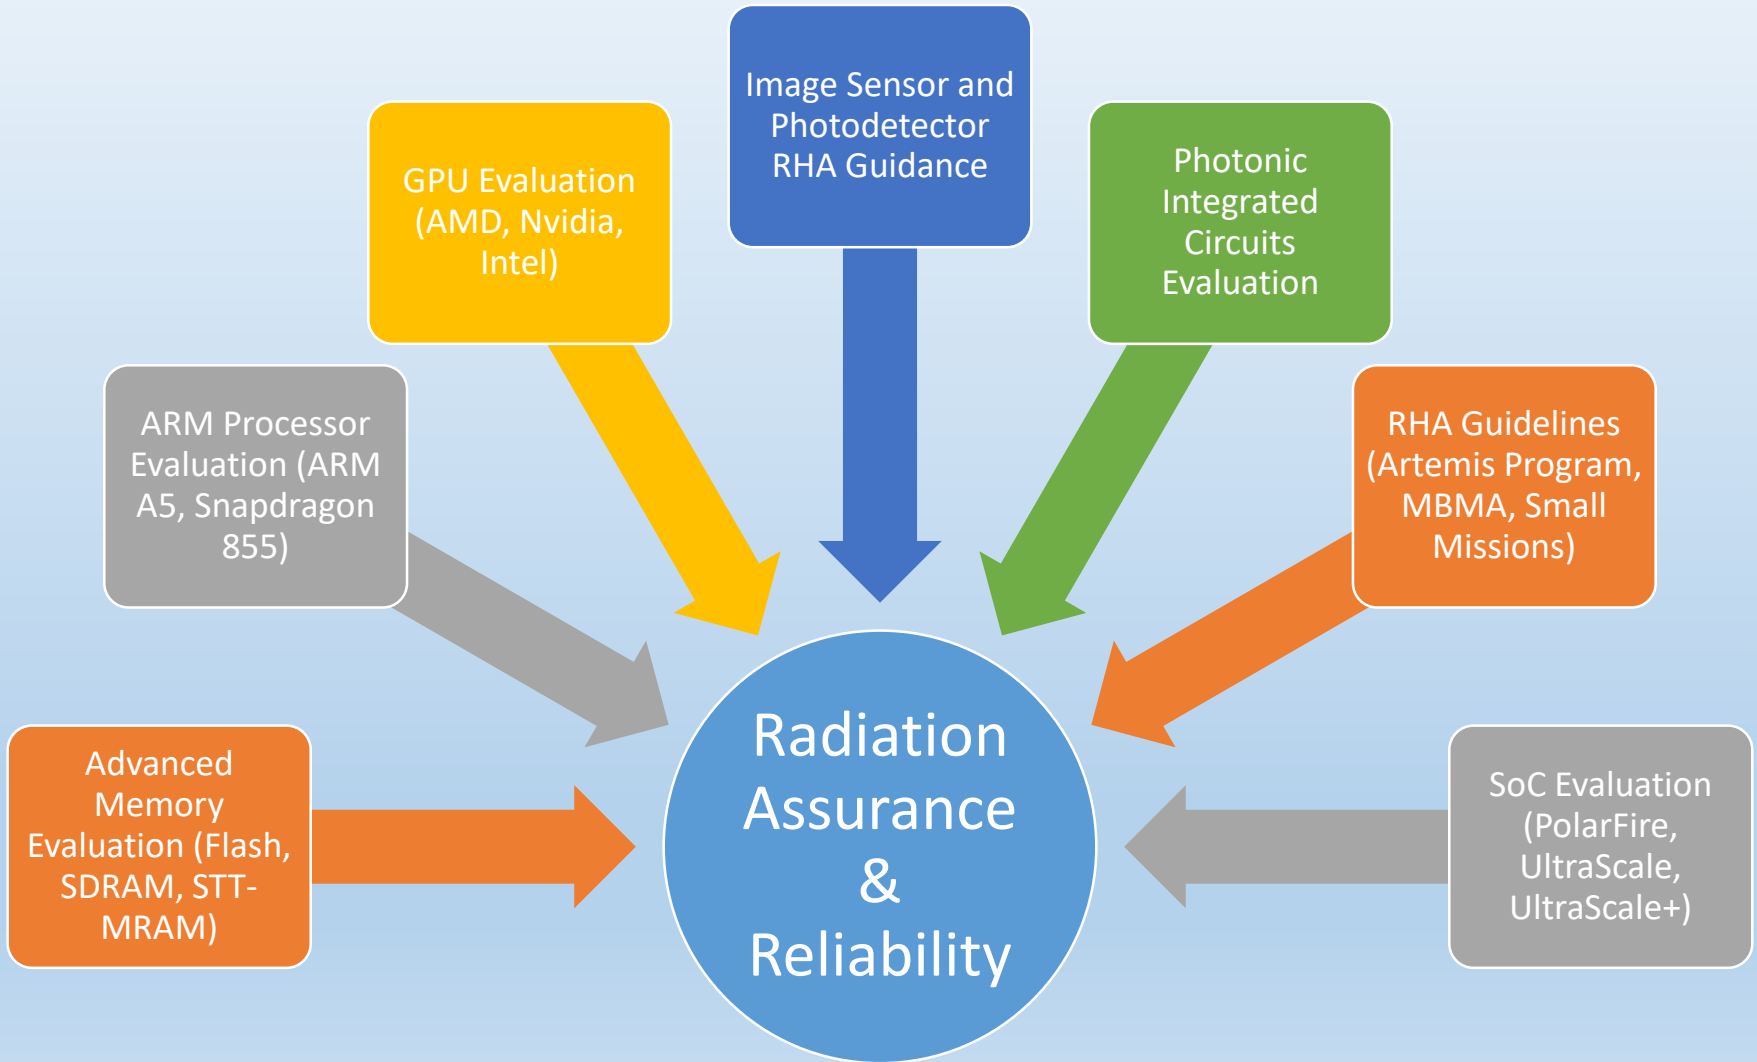 Image Sensor and
Photodetector
RHA Guidance
GPU Evaluation
(AMD, Nvidia,
Intel)
Photonic
Integrated
Circuits
Evaluation
ARM Processor
Evaluation (ARM
A5, Snapdragon
855)
RHA Guidelines
(Artemis Program,
MBMA, Small
Missions)
Advanced
Memory
Evaluation (Flash,
SDRAM, STT-
MRAM)
Radiation
Assurance
&
Reliability
SoC Evaluation
(PolarFire,
UltraScale,
UltraScale+)